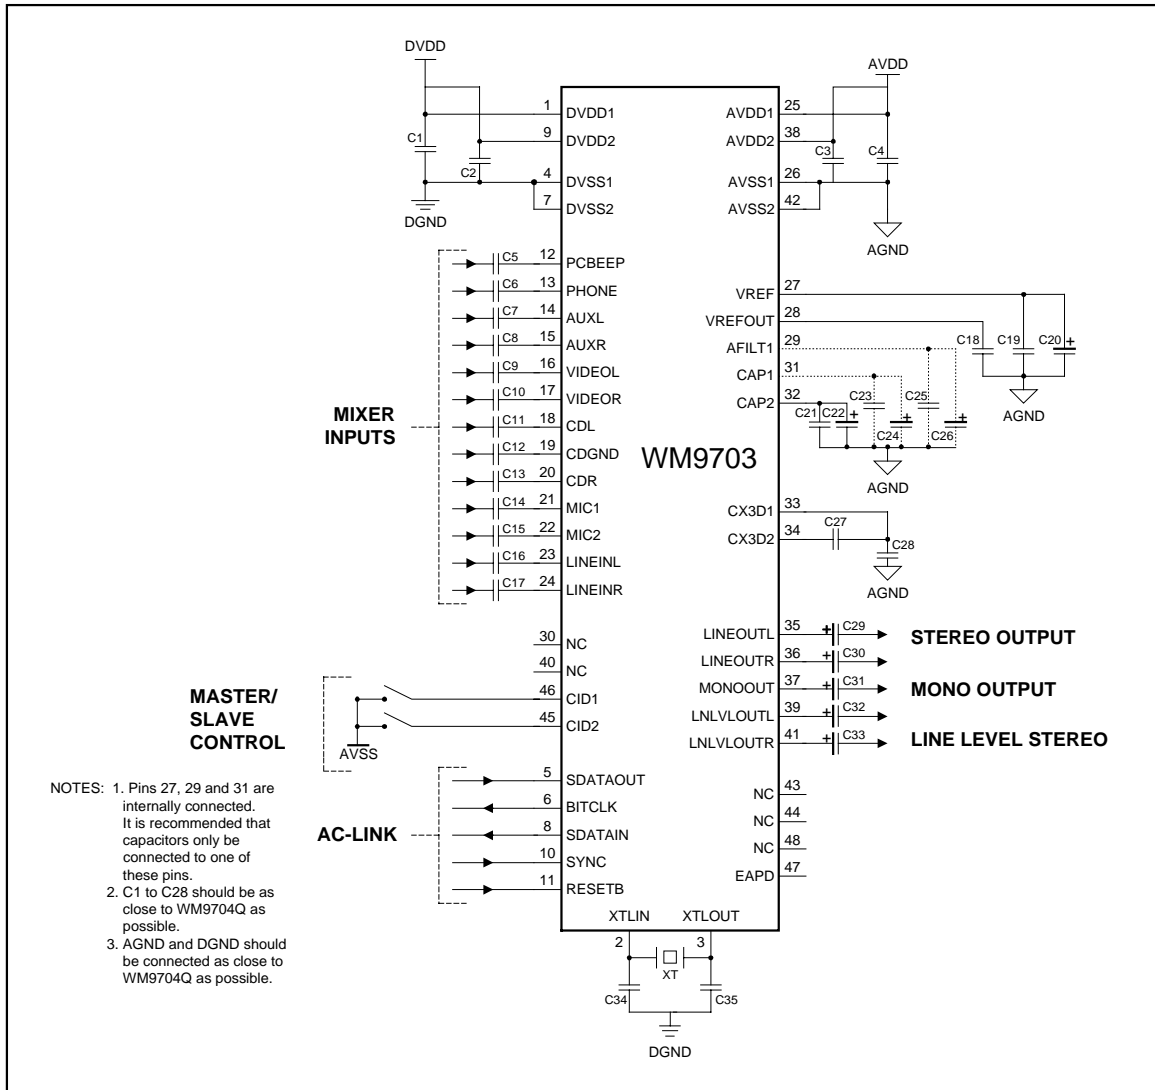 DVDD
AVDD
1
DVDD1
AVDD1
25
C1
9
DVDD2
AVDD2
38
C3
C4
C2
4
DVSS1
AVSS1
26
7
DVSS2
AVSS2
42
DGND
AGND
C5
12
PCBEEP
C6
13
PHONE
VREF
27
C7
14
AUXL
VREFOUT
28
C8
15
AUXR
AFILT1
29
C18
C19
C20
+
C9
16
VIDEOL
CAP1
31
C10
17
VIDEOR
CAP2
32
C21
C22
+
C23
C24
+
C25
C26
+
AGND
MIXER
INPUTS
C11
18
CDL
C12
19
CDGND
WM9703
C13
20
CDR
AGND
C14
21
MIC1
CX3D1
33
C15
22
MIC2
CX3D2
34
C27
C28
C16
23
LINEINL
C17
24
LINEINR
AGND
30
NC
LINEOUTL
35
+
C29
STEREO OUTPUT
40
NC
LINEOUTR
36
+
C30
MASTER/
SLAVE
CONTROL
46
CID1
MONOOUT
37
+
C31
MONO OUTPUT
45
CID2
LNLVLOUTL
39
+
C32
AVSS
LNLVLOUTR
41
+
C33
LINE LEVEL STEREO
AC-LINK
5
SDATAOUT
6
BITCLK
8
SDATAIN
10
SYNC
11
RESETB
NC
43
NC
44
NC
48
EAPD
47
NOTES: 1. Pins 27, 29 and 31 are
internally connected.
It is recommended that
capacitors only be
connected to one of
these pins.
2. C1 to C28 should be as
close to WM9704Q as
possible.
3. AGND and DGND should
be connected as close to
WM9704Q as possible.
XTLIN
XTLOUT
2
3
XT
C34
C35
DGND